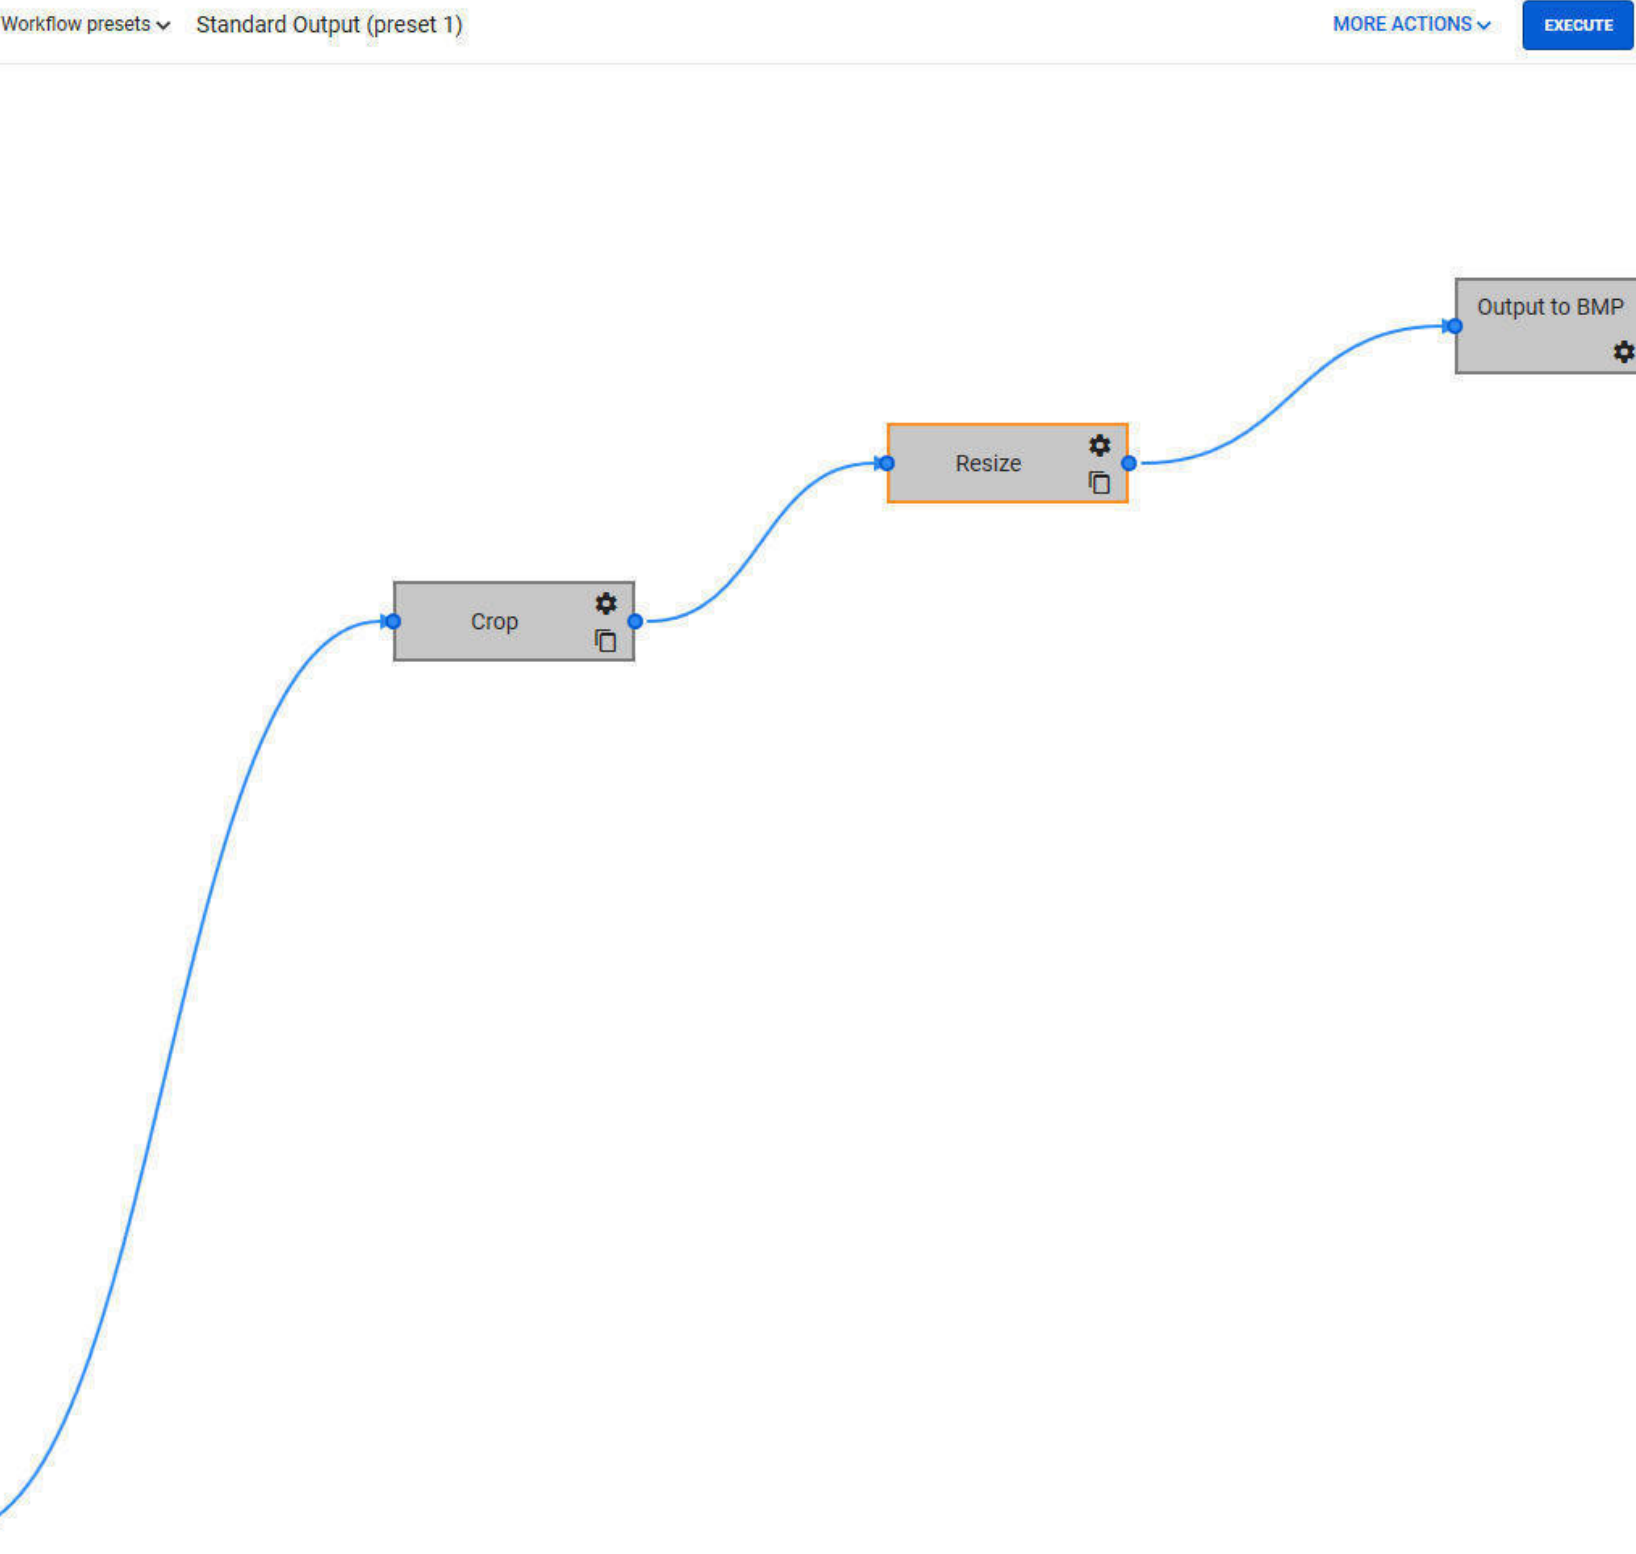 Workflow presets Standard Output (preset 1) MORE ACTIONS EXECUTE
Output to BMP
Resize
Crop